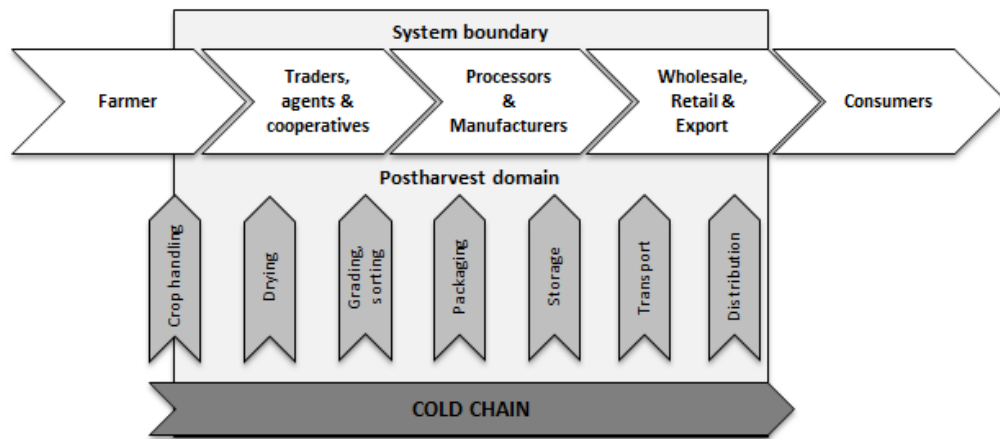 System boundary
Farmer
Traders,
agents &
cooperatives
Processors
&
Manufacturers
Wholesale,
Retail &
Export
Consumers
Postharvest domain
Crop handling
Drying
Grading,
sorting
Packaging
Storage
Transport
Distribution
COLD CHAIN